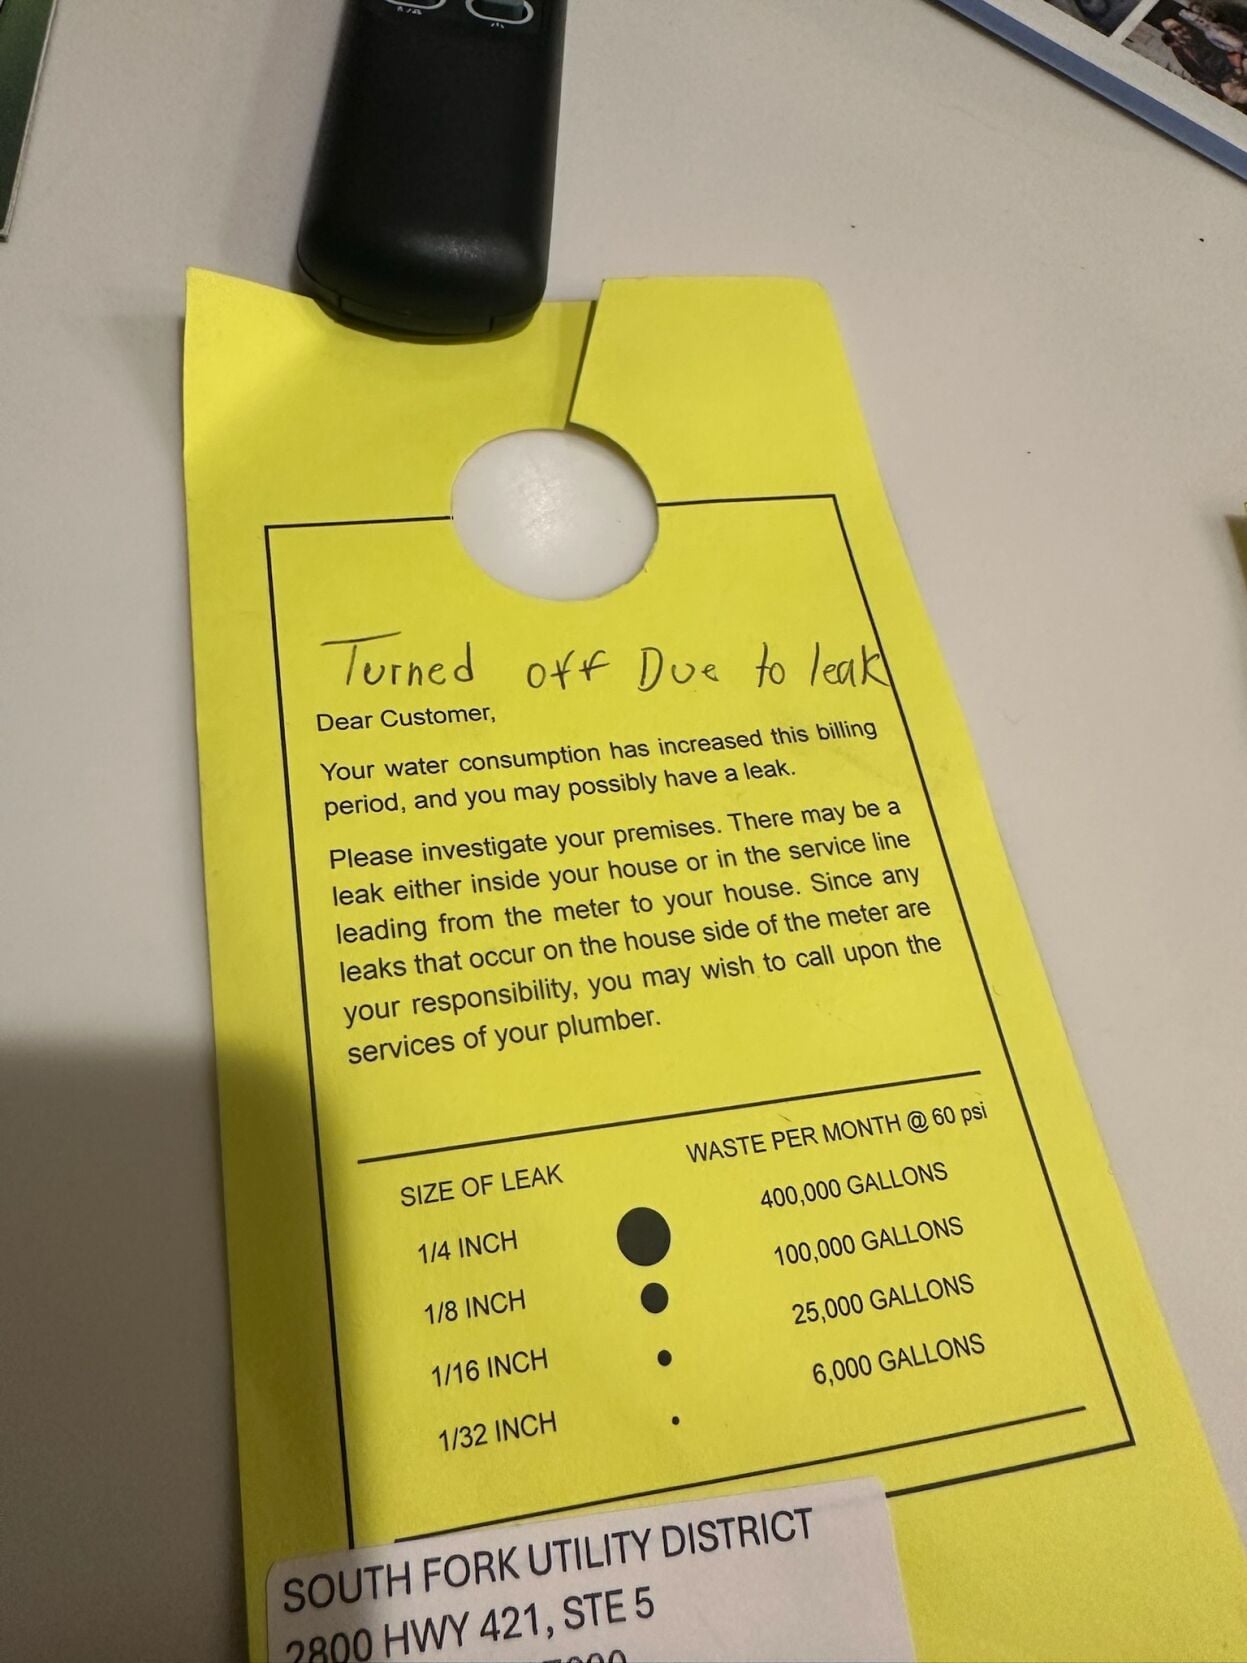 Turned off Due to leak
Dear Customer,
Your water consumption has increased this billing
period, and you may possibly have a leak.
Please investigate your premises. There may be a
leak either inside your house or in the service line
leading from the meter to your house. Since any
leaks that occur on the house side of the meter are
your responsibility, you may wish to call upon the
services of your plumber.
SIZE OF LEAK WASTE PER MONTH @ 60 psi
1/4 INCH 400,000 GALLONS
1/8 INCH 100,000 GALLONS
1/16 INCH 25,000 GALLONS
1/32 INCH 6,000 GALLONS
SOUTH FORK UTILITY DISTRICT
2800 HWY 421, STE 5